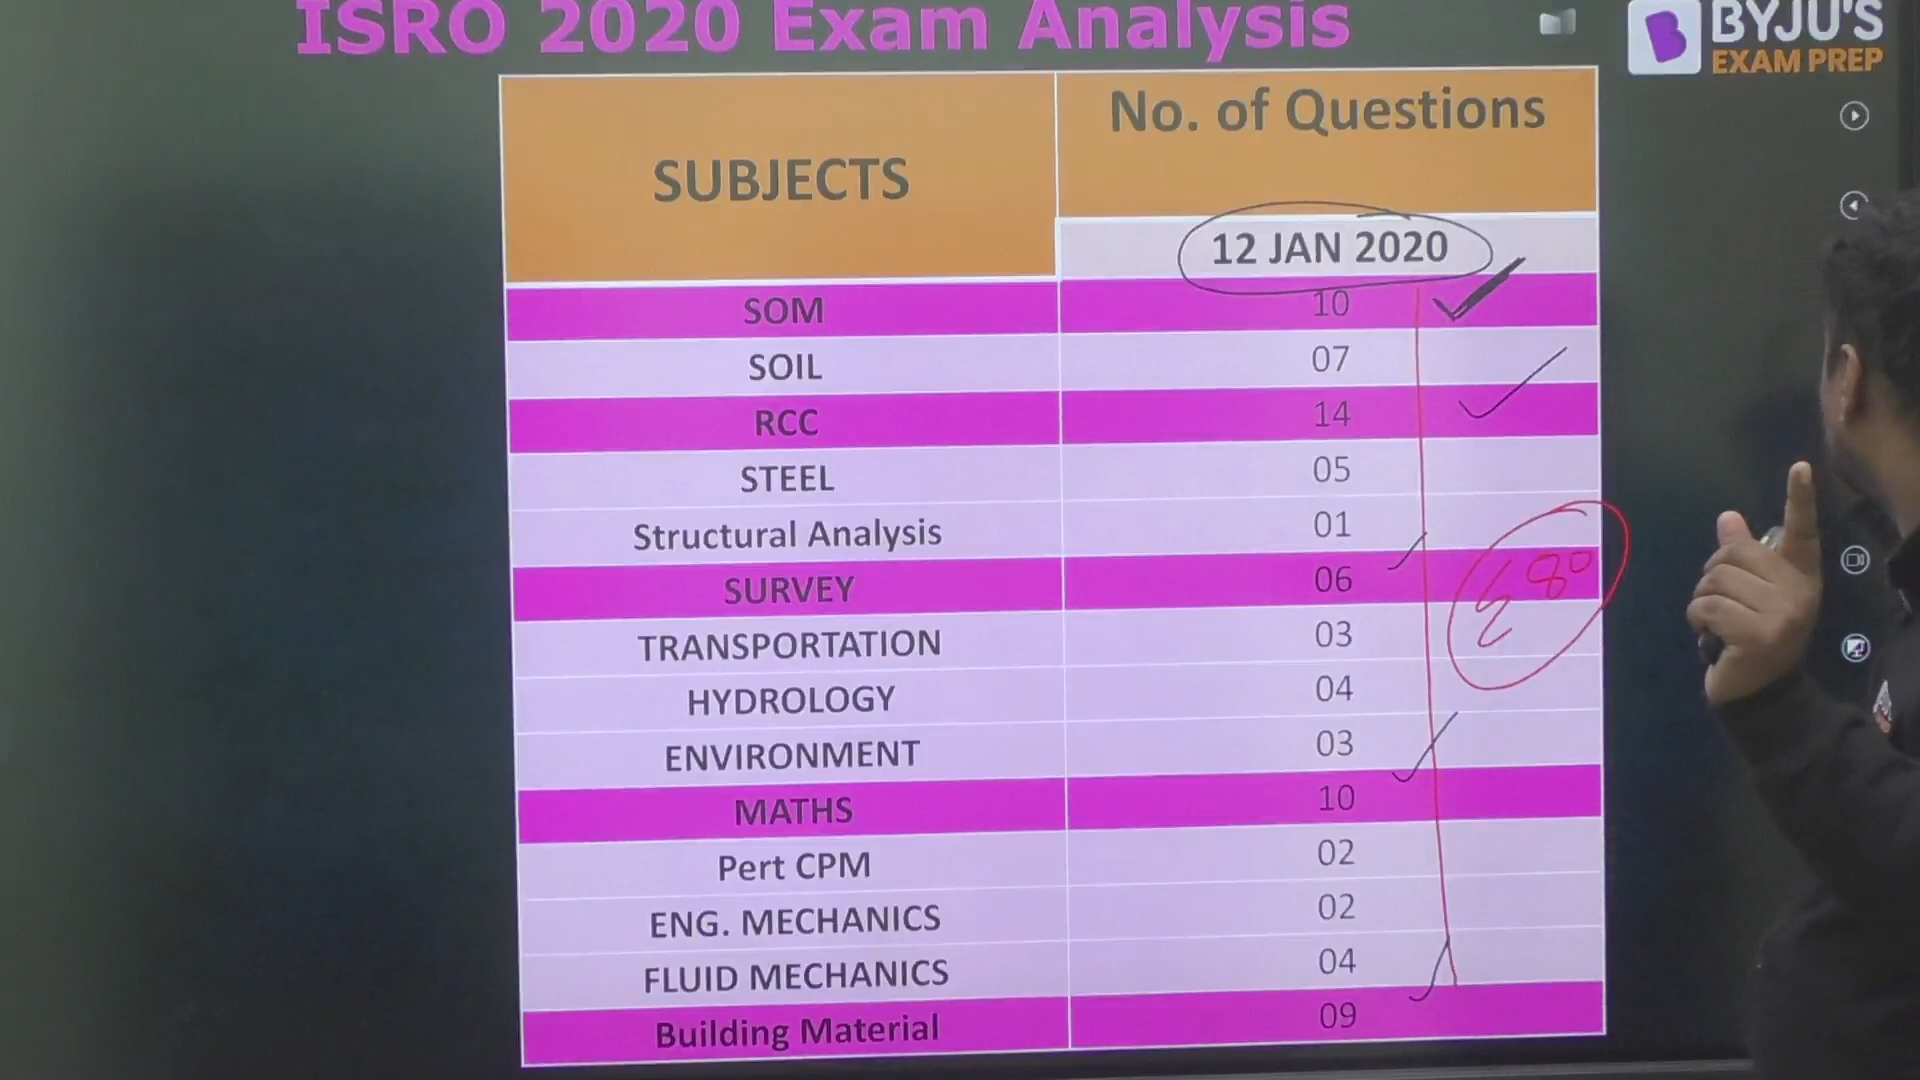 ISRO 2020 Exam Analysis
BYJU'S
EXAM PREP
SUBJECTS
No. of Questions
12 JAN 2020
SOM 10
SOIL 07
RCC 14
STEEL 05
Structural Analysis 01
SURVEY 06
TRANSPORTATION 03
HYDROLOGY 04
ENVIRONMENT 03
MATHS 10
Pert CPM 02
ENG. MECHANICS 02
FLUID MECHANICS 04
Building Material 09
Σ 80